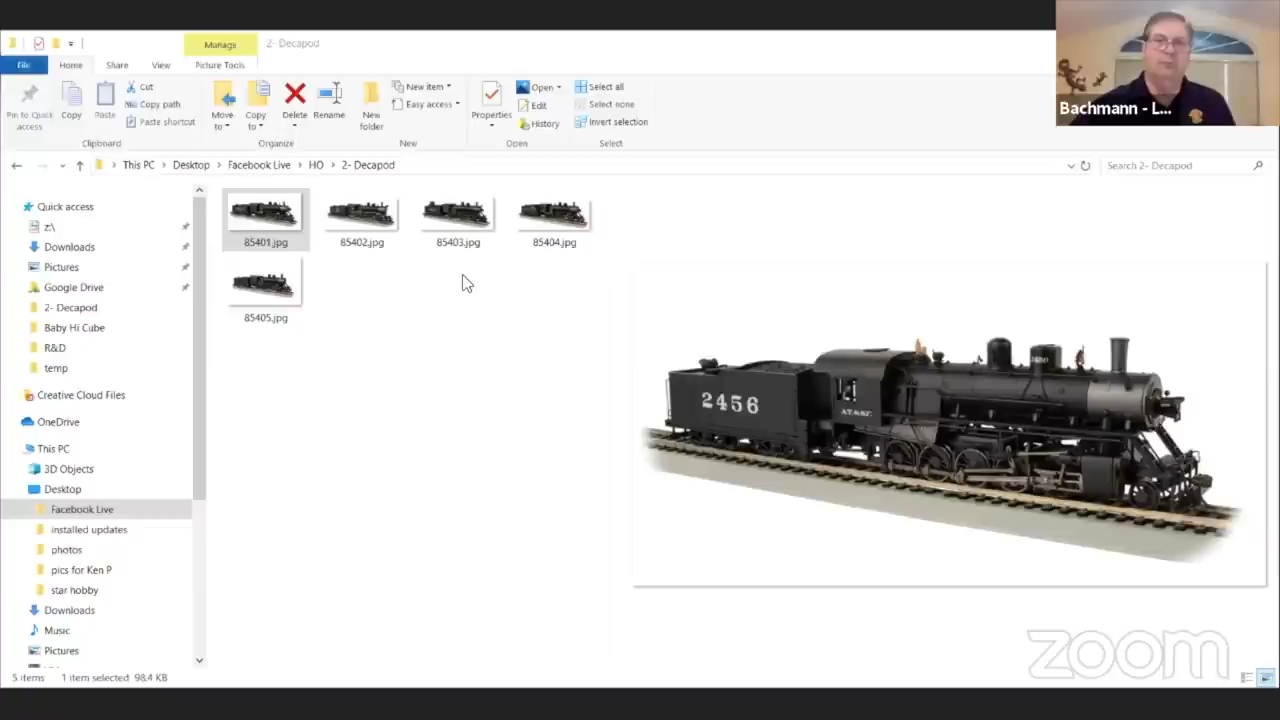 Manage
2- Decapod
File
Home
Share
View
Picture Tools
Pin to Quick access
Copy
Paste
Cut
Copy path
Paste shortcut
Move to
Copy to
Delete
Rename
New folder
New item
Easy access
Properties
Open
Edit
History
Select all
Select none
Invert selection
Clipboard
Organize
New
Open
Select
This PC > Desktop > Facebook Live > HO > 2- Decapod
Search 2- Decapod
Quick access
z:\
Downloads
Pictures
Google Drive
2- Decapod
Baby Hi Cube
R&D
temp
Creative Cloud Files
OneDrive
This PC
3D Objects
Desktop
Facebook Live
installed updates
photos
pics for Ken P
star hobby
Downloads
Music
Pictures
85401.jpg
85402.jpg
85403.jpg
85404.jpg
85405.jpg
2456
A.T.&S.F.
Bachmann - L...
zoom
5 items
1 item selected 98.4 KB